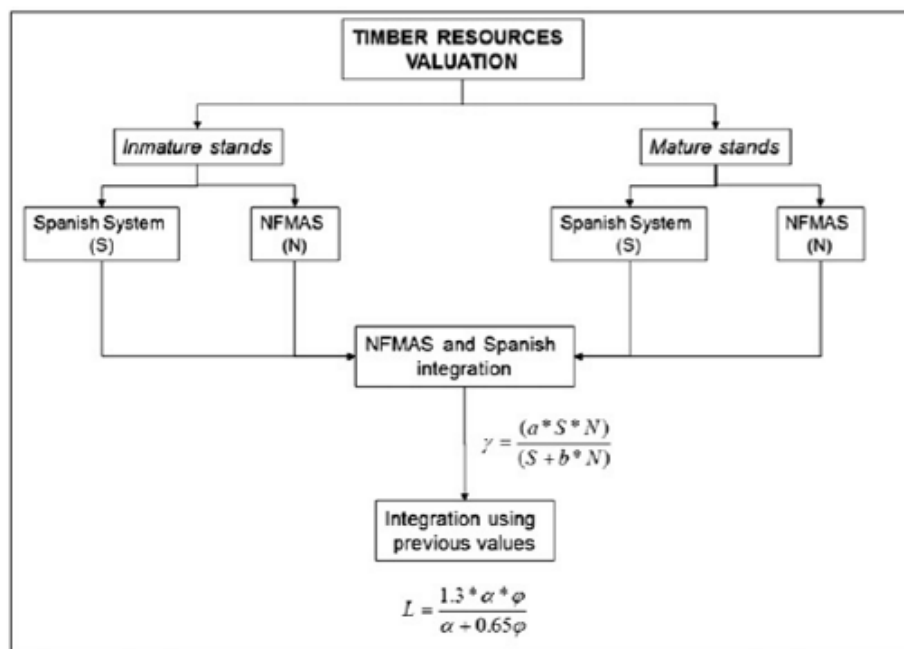 TIMBER RESOURCES
VALUATION
Inmature stands
Mature stands
Spanish System
(S)
NFMAS
(N)
Spanish System
(S)
NFMAS
(N)
NFMAS and Spanish
integration
γ = (a * S * N) / (S + b * N)
Integration using
previous values
L = 1.3 * α * φ / α + 0.65φ